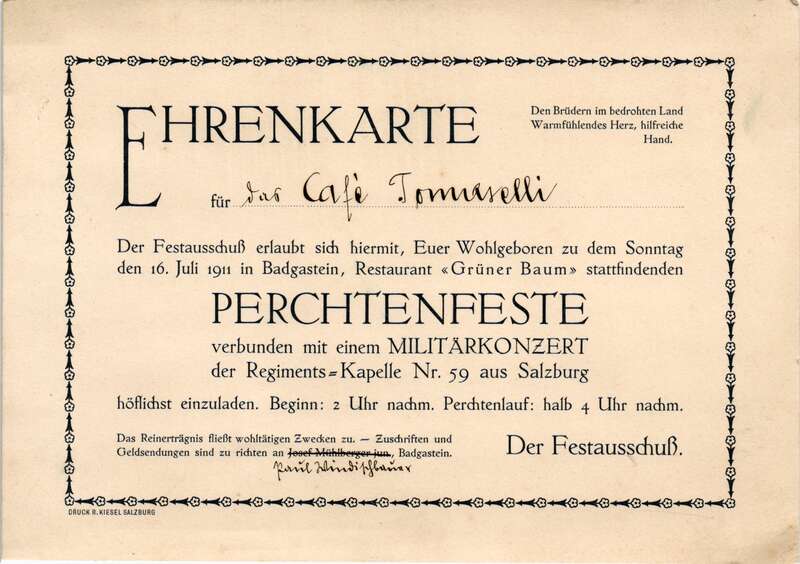 EHRENKARTE
Den Brüdern im bedrohten Land
Warmfühlendes Herz, hilfreiche
Hand.
für das Café Tomaselli
Der Festausschuß erlaubt sich hiermit, Euer Wohlgeboren zu dem Sonntag
den 16. Juli 1911 in Badgastein, Restaurant «Grüner Baum» stattfindenden
PERCHTENFESTE
verbunden mit einem MILITÄRKONZERT
der Regiments-Kapelle Nr. 59 aus Salzburg
höflichst einzuladen. Beginn: 2 Uhr nachm. Perchtenlauf: halb 4 Uhr nachm.
Das Reinerträgnis fließt wohltätigen Zwecken zu. — Zuschriften und
Geldsendungen sind zu richten an Josef Mühlberger jun., Badgastein.
Paul Windischbauer
Der Festausschuß.
DRUCK R. KIESEL SALZBURG